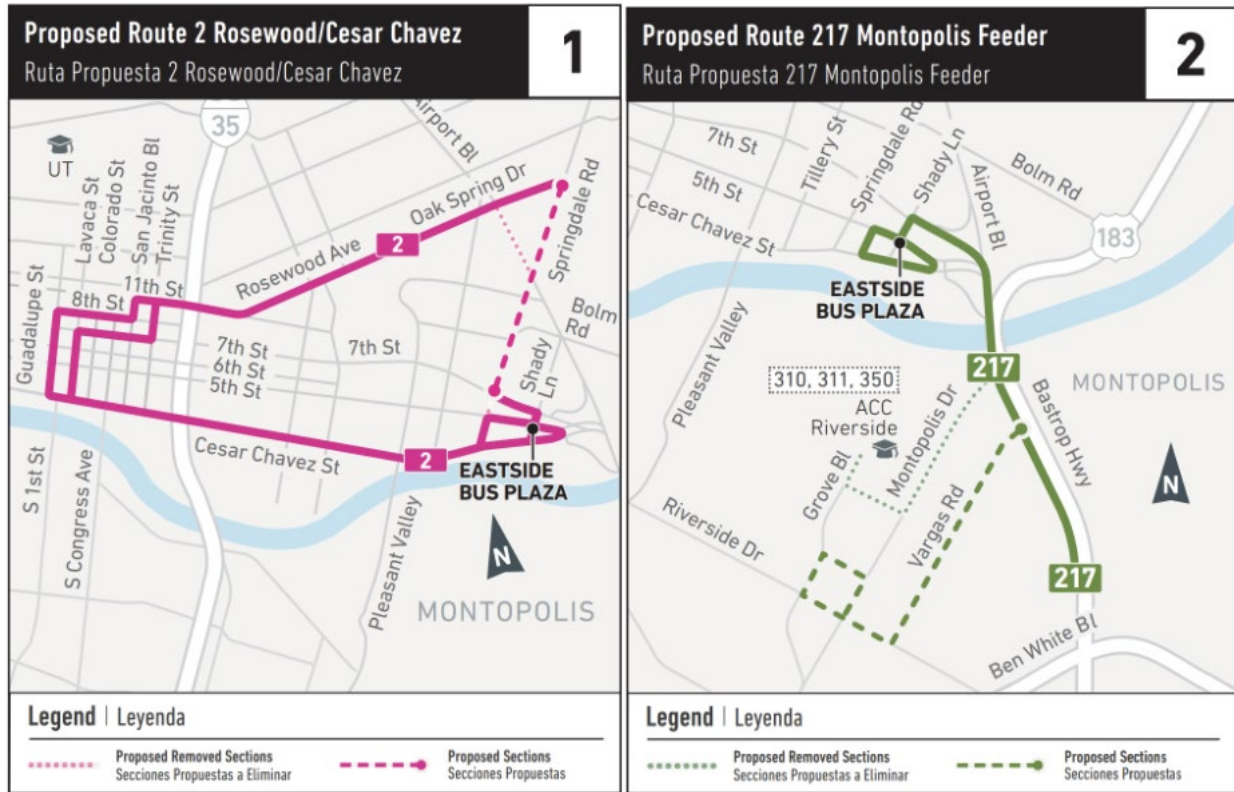 Proposed Route 2 Rosewood/Cesar Chavez
Ruta Propuesta 2 Rosewood/Cesar Chavez
1
35
UT
Airport Bl
Lavaca St
Colorado St
San Jacinto Bl
Trinity St
Oak Spring Dr
Springdale Rd
2
Rosewood Ave
11th St
8th St
Guadalupe St
Bolm
Rd
7th St
7th St
6th St
5th St
Shady
Ln
Cesar Chavez St
2
EASTSIDE
BUS PLAZA
S 1st St
S Congress Ave
Pleasant Valley
N
MONTOPOLIS
Legend | Leyenda
Proposed Removed Sections
Secciones Propuestas a Eliminar
Proposed Sections
Secciones Propuestas
Proposed Route 217 Montopolis Feeder
Ruta Propuesta 217 Montopolis Feeder
2
7th St
Tillery St
Springdale Rd
Shady Ln
Bolm Rd
5th St
Airport Bl
Cesar Chavez St
183
EASTSIDE
BUS PLAZA
Pleasant Valley
217
310, 311, 350
MONTOPOLIS
ACC
Riverside
Montopolis Dr
Bastrop Hwy
Grove Bl
Vargas Rd
N
Riverside Dr
217
Ben White Bl
Legend | Leyenda
Proposed Removed Sections
Secciones Propuestas a Eliminar
Proposed Sections
Secciones Propuestas